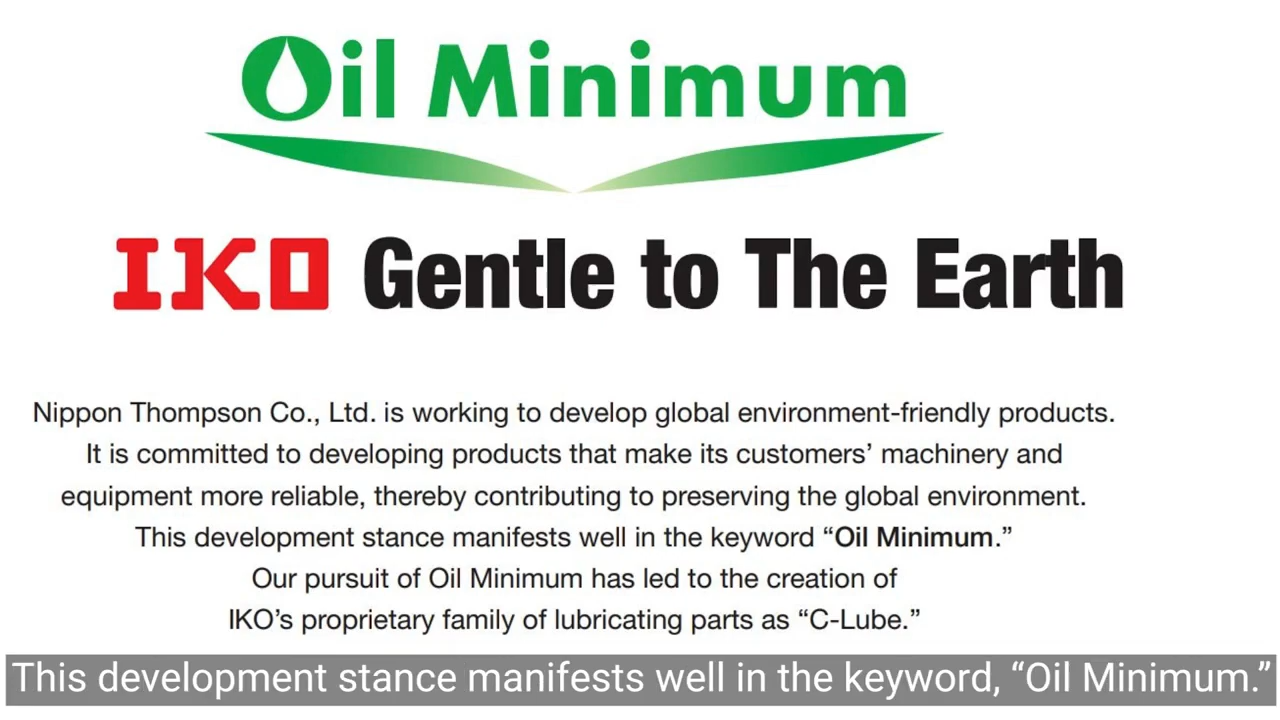 Oil Minimum
IKO Gentle to The Earth
Nippon Thompson Co., Ltd. is working to develop global environment-friendly products.
It is committed to developing products that make its customers’ machinery and
equipment more reliable, thereby contributing to preserving the global environment.
This development stance manifests well in the keyword “Oil Minimum.”
Our pursuit of Oil Minimum has led to the creation of
IKO’s proprietary family of lubricating parts as “C-Lube.”
This development stance manifests well in the keyword, “Oil Minimum.”